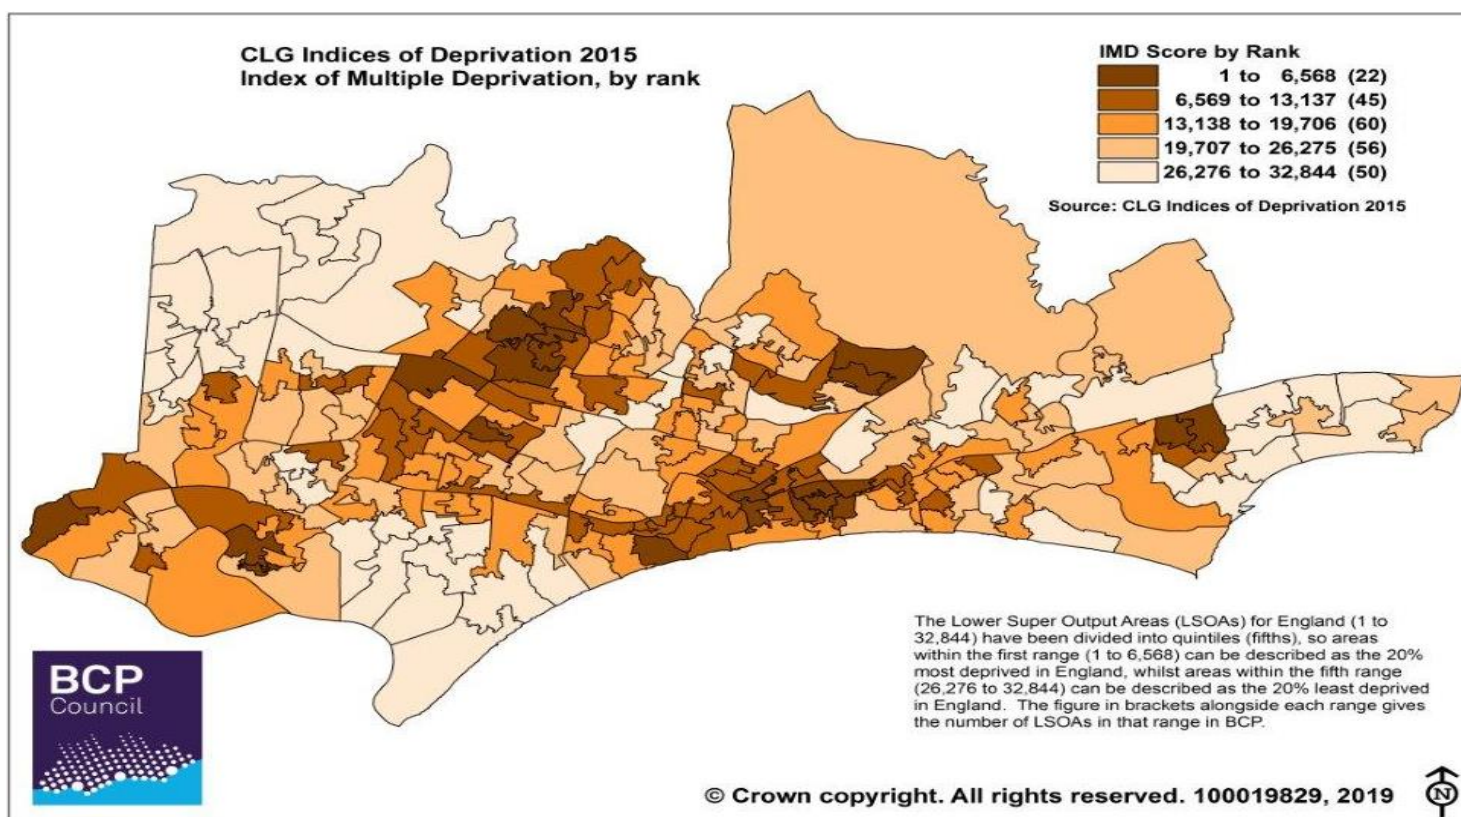 CLG Indices of Deprivation 2015
Index of Multiple Deprivation, by rank
IMD Score by Rank
1 to 6,568 (22)
6,569 to 13,137 (45)
13,138 to 19,706 (60)
19,707 to 26,275 (56)
26,276 to 32,844 (50)
Source: CLG Indices of Deprivation 2015
The Lower Super Output Areas (LSOAs) for England (1 to
32,844) have been divided into quintiles (fifths), so areas
within the first range (1 to 6,568) can be described as the 20%
most deprived in England, whilst areas within the fifth range
(26,276 to 32,844) can be described as the 20% least deprived
in England. The figure in brackets alongside each range gives
the number of LSOAs in that range in BCP.
BCP
Council
© Crown copyright. All rights reserved. 100019829, 2019
N